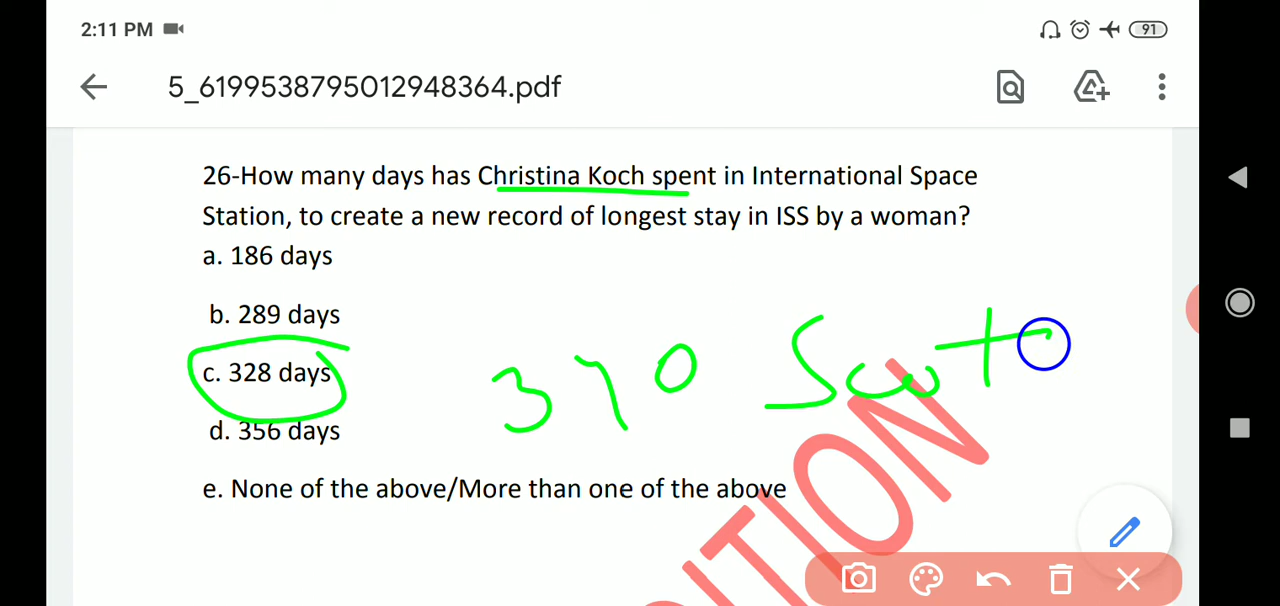 2:11 PM
91
5_6199538795012948364.pdf
26-How many days has Christina Koch spent in International Space
Station, to create a new record of longest stay in ISS by a woman?
a. 186 days
b. 289 days
c. 328 days
d. 356 days
e. None of the above/More than one of the above